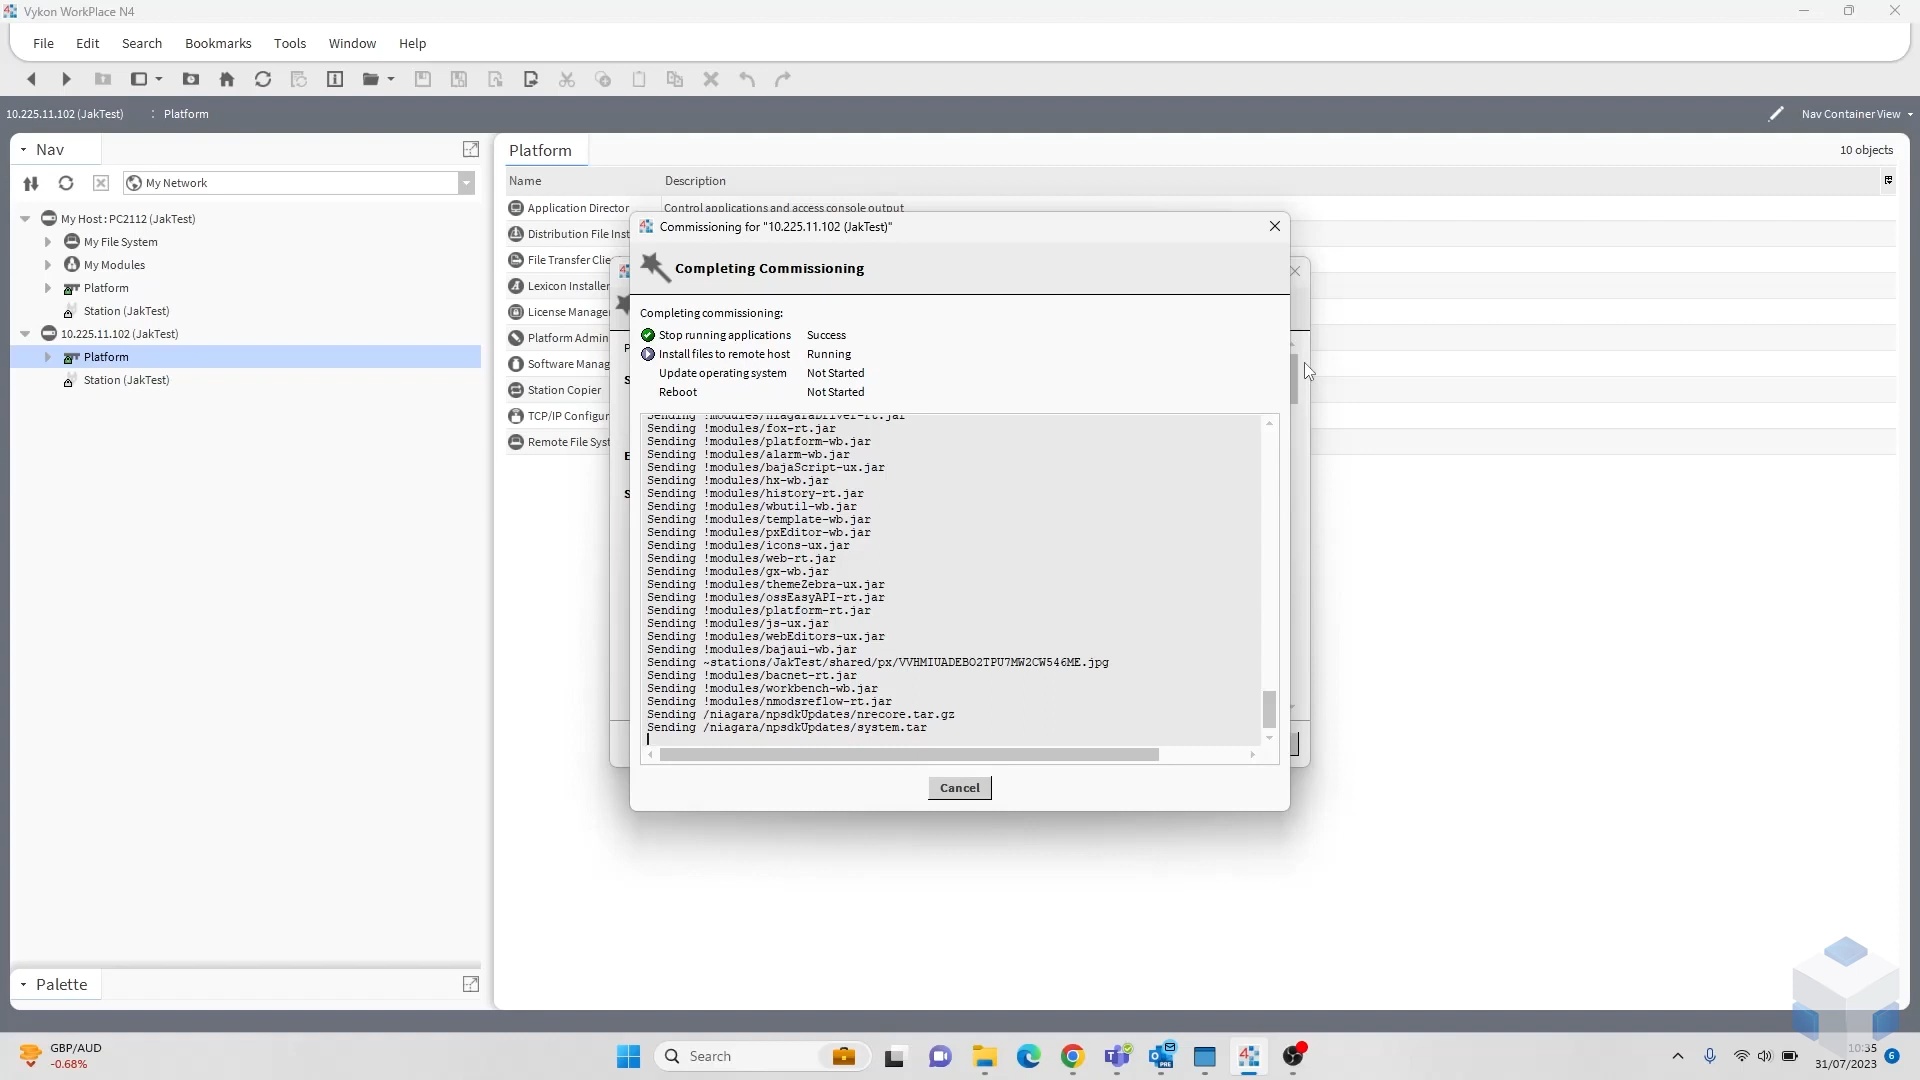 Vykon WorkPlace N4
File Edit Search Bookmarks Tools Window Help
10.225.11.102 (JakTest) : Platform
Nav Container View
Nav
My Network
My Host : PC2112 (JakTest)
My File System
My Modules
Platform
Station (JakTest)
10.225.11.102 (JakTest)
Platform
Station (JakTest)
Palette
Platform
10 objects
Name Description
Application Director Control applications and access console output
Distribution File Inst
File Transfer Clie
Lexicon Installer
License Manage
Platform Admin
Software Manag
Station Copier
TCP/IP Configur
Remote File Syst
Commissioning for "10.225.11.102 (JakTest)"
Completing Commissioning
Completing commissioning:
Stop running applications Success
Install files to remote host Running
Update operating system Not Started
Reboot Not Started
Sending !modules/niagaraDriver-rt.jar
Sending !modules/fox-rt.jar
Sending !modules/platform-wb.jar
Sending !modules/alarm-wb.jar
Sending !modules/bajaScript-ux.jar
Sending !modules/hx-wb.jar
Sending !modules/history-rt.jar
Sending !modules/wbutil-wb.jar
Sending !modules/template-wb.jar
Sending !modules/pxEditor-wb.jar
Sending !modules/icons-ux.jar
Sending !modules/web-rt.jar
Sending !modules/gx-wb.jar
Sending !modules/themeZebra-ux.jar
Sending !modules/ossEasyAPI-rt.jar
Sending !modules/platform-rt.jar
Sending !modules/js-ux.jar
Sending !modules/webEditors-ux.jar
Sending !modules/bajaui-wb.jar
Sending ~stations/JakTest/shared/px/VVHMIUADEBO2TPU7MW2CW546ME.jpg
Sending !modules/bacnet-rt.jar
Sending !modules/workbench-wb.jar
Sending !modules/nmodsreflow-rt.jar
Sending /niagara/npsdkUpdates/nrecore.tar.gz
Sending /niagara/npsdkUpdates/system.tar
Cancel
GBP/AUD
-0.68%
Search
10:35
31/07/2023
6